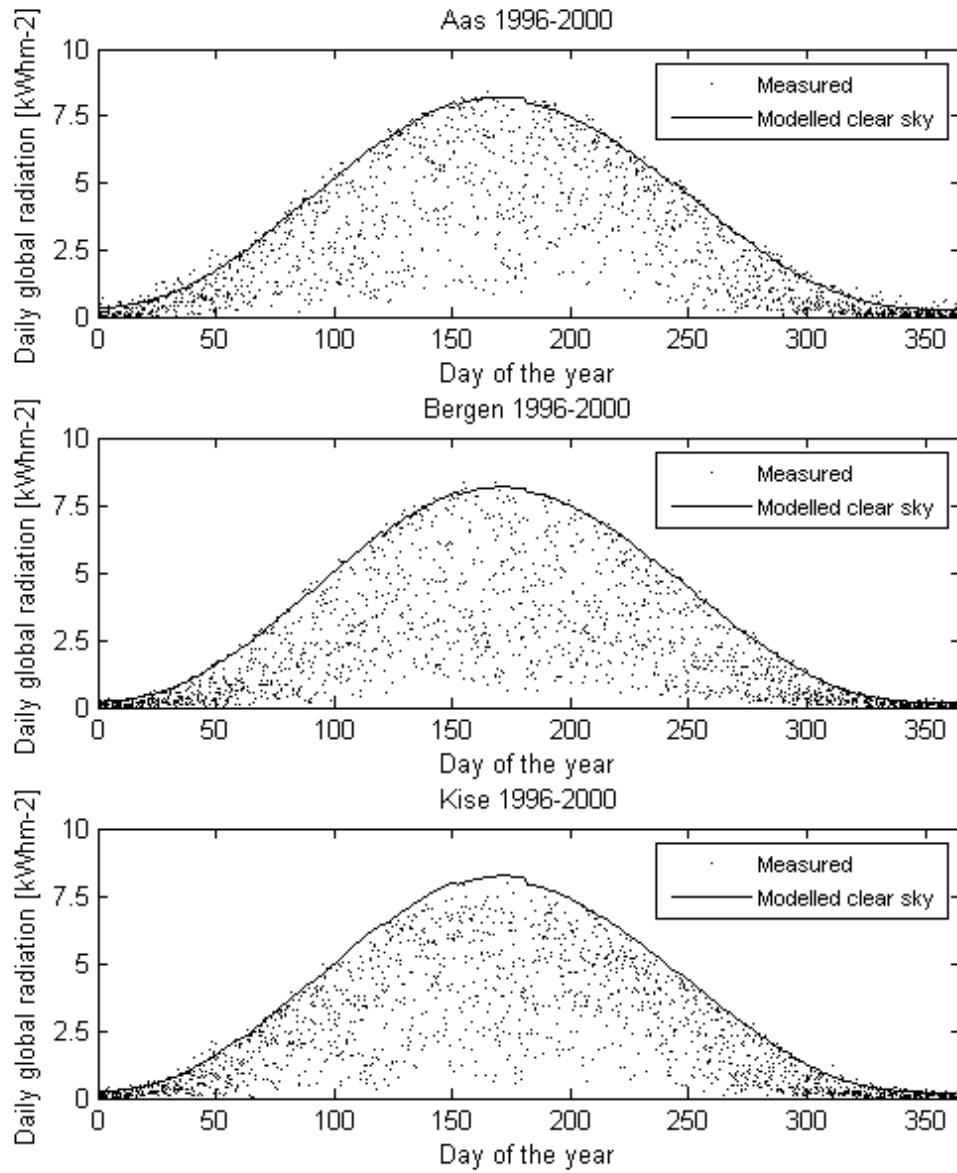 Aas 1996-2000
Daily global radiation [kWhm-2]
10
7.5
5
2.5
0
Measured
Modelled clear sky
0 50 100 150 200 250 300 350
Day of the year
Bergen 1996-2000
Daily global radiation [kWhm-2]
10
7.5
5
2.5
0
Measured
Modelled clear sky
0 50 100 150 200 250 300 350
Day of the year
Kise 1996-2000
Daily global radiation [kWhm-2]
10
7.5
5
2.5
0
Measured
Modelled clear sky
0 50 100 150 200 250 300 350
Day of the year